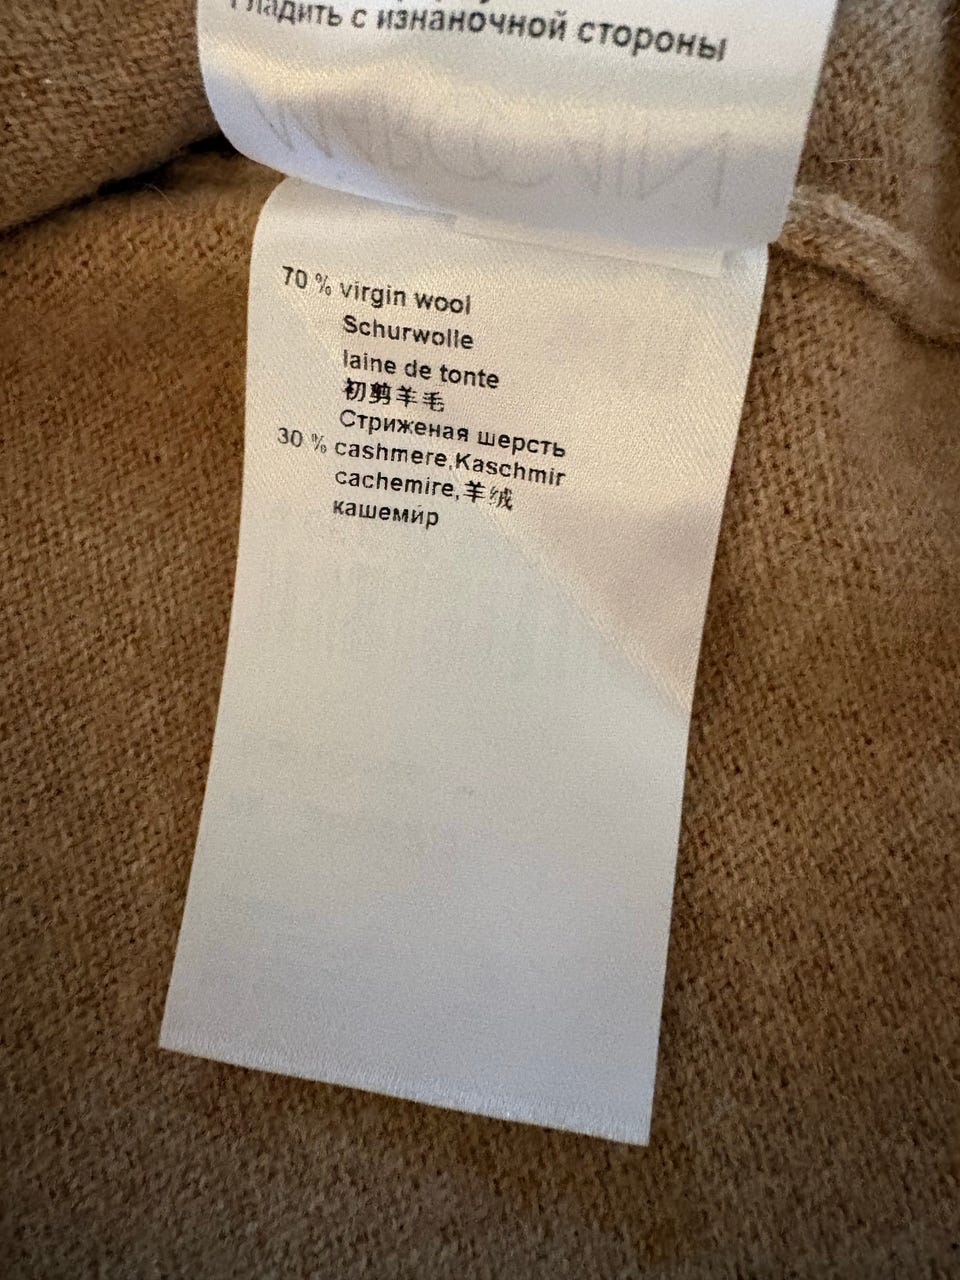 Гладить с изнаночной стороны
70 % virgin wool
Schurwolle
laine de tonte
初剪羊毛
Стриженая шерсть
30 % cashmere,Kaschmir
cachemire,羊绒
кашемир